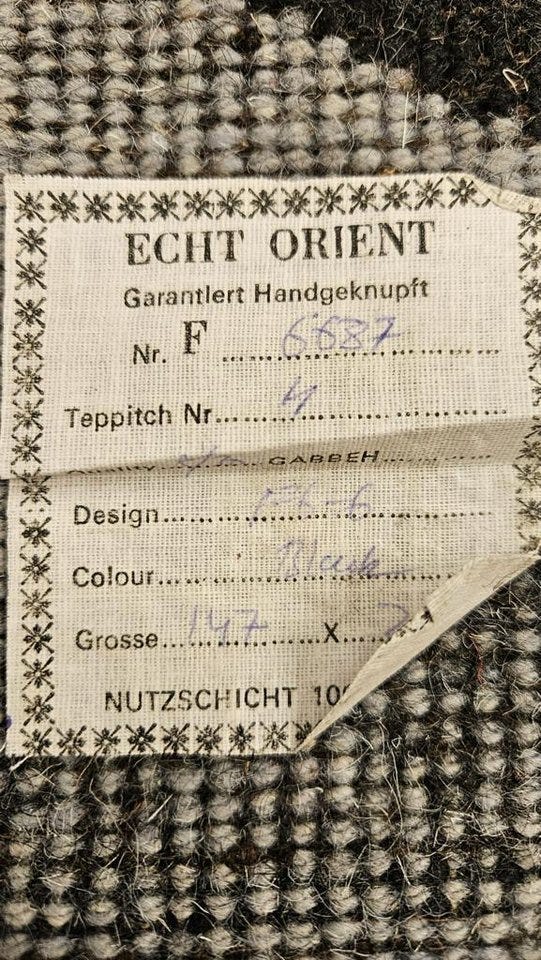 ECHT ORIENT
Garantiert Handgeknupft
Nr. F 6687
Teppitch Nr. 4
GABBEH
Design
Colour Black
Grosse 147 X
NUTZSCHICHT